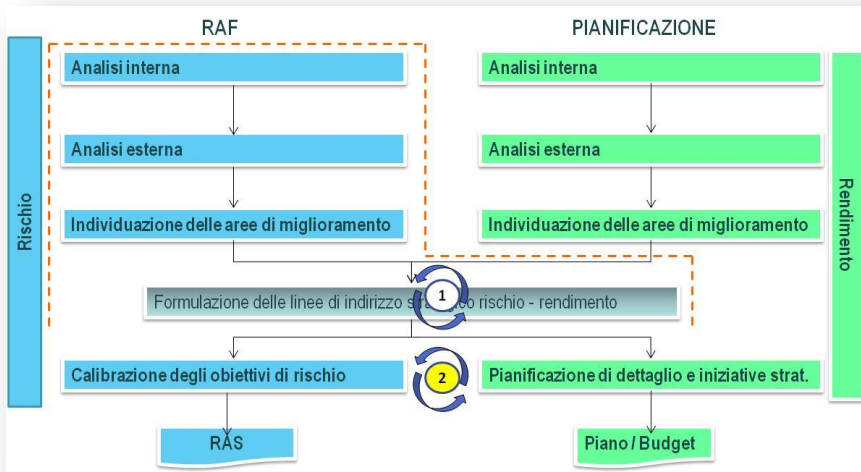 RAF
PIANIFICAZIONE
Rischio
Rendimento
Analisi interna
Analisi interna
Analisi esterna
Analisi esterna
Individuazione delle aree di miglioramento
Individuazione delle aree di miglioramento
1
Formulazione delle linee di indirizzo strategico rischio - rendimento
Calibrazione degli obiettivi di rischio
2
Pianificazione di dettaglio e iniziative strat.
RAS
Piano / Budget